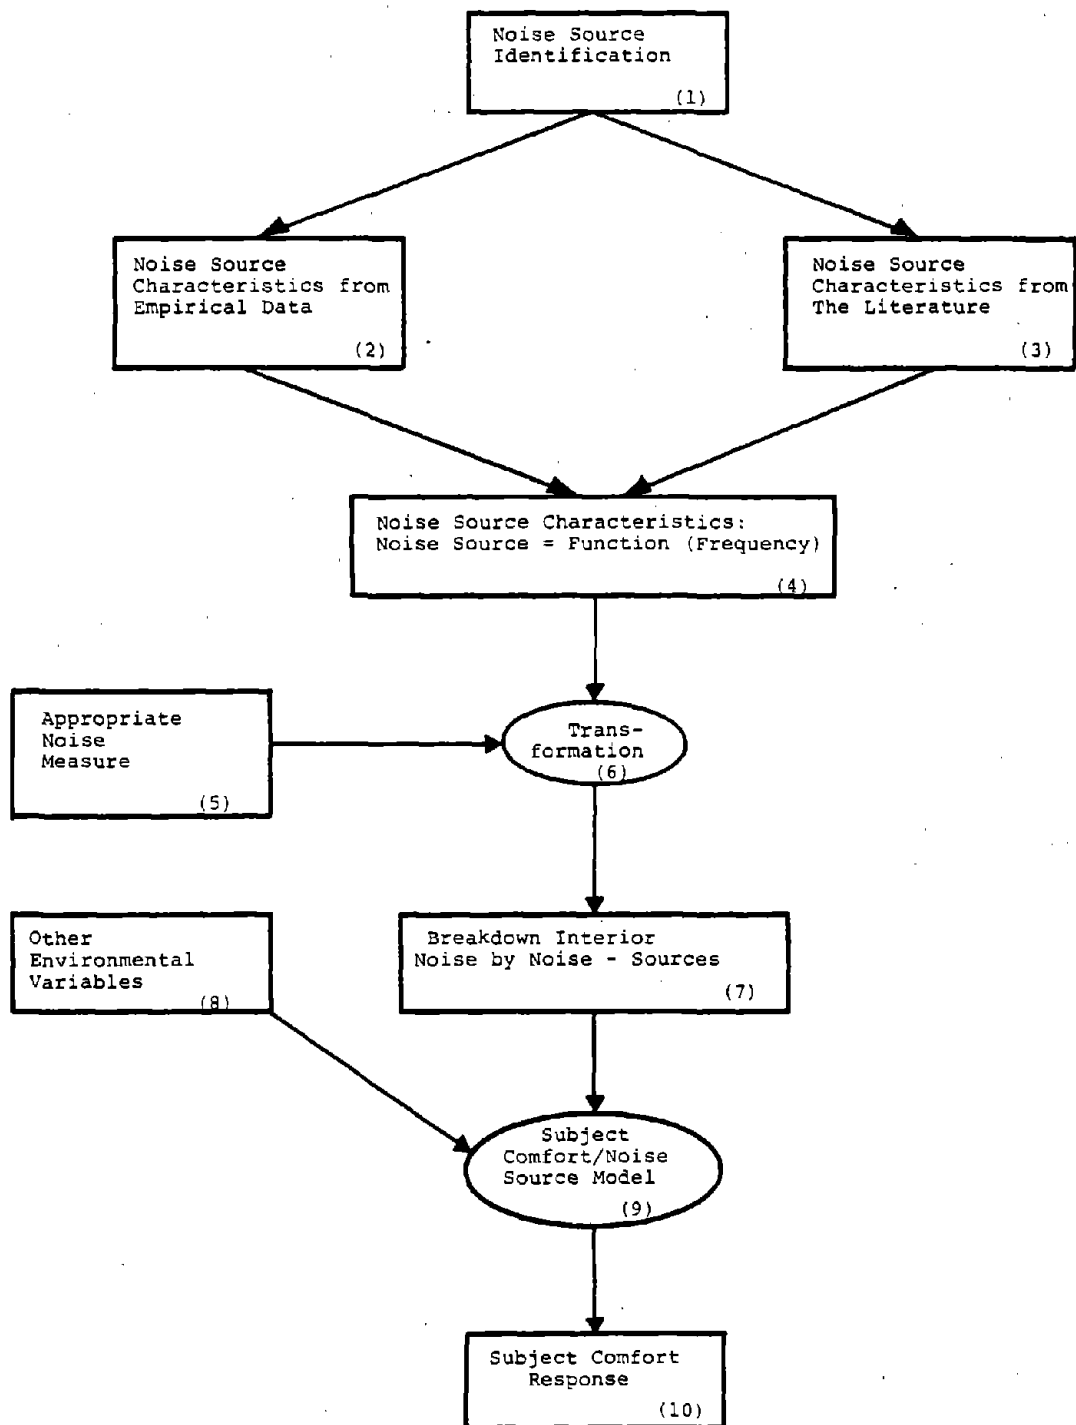 Noise Source
Identification
(1)
Noise Source
Characteristics from
Empirical Data
(2)
Noise Source
Characteristics from
The Literature
(3)
Noise Source Characteristics:
Noise Source = Function (Frequency)
(4)
Appropriate
Noise
Measure
(5)
Trans-
formation
(6)
Other
Environmental
Variables
(8)
Breakdown Interior
Noise by Noise - Sources
(7)
Subject
Comfort/Noise
Source Model
(9)
Subject Comfort
Response
(10)